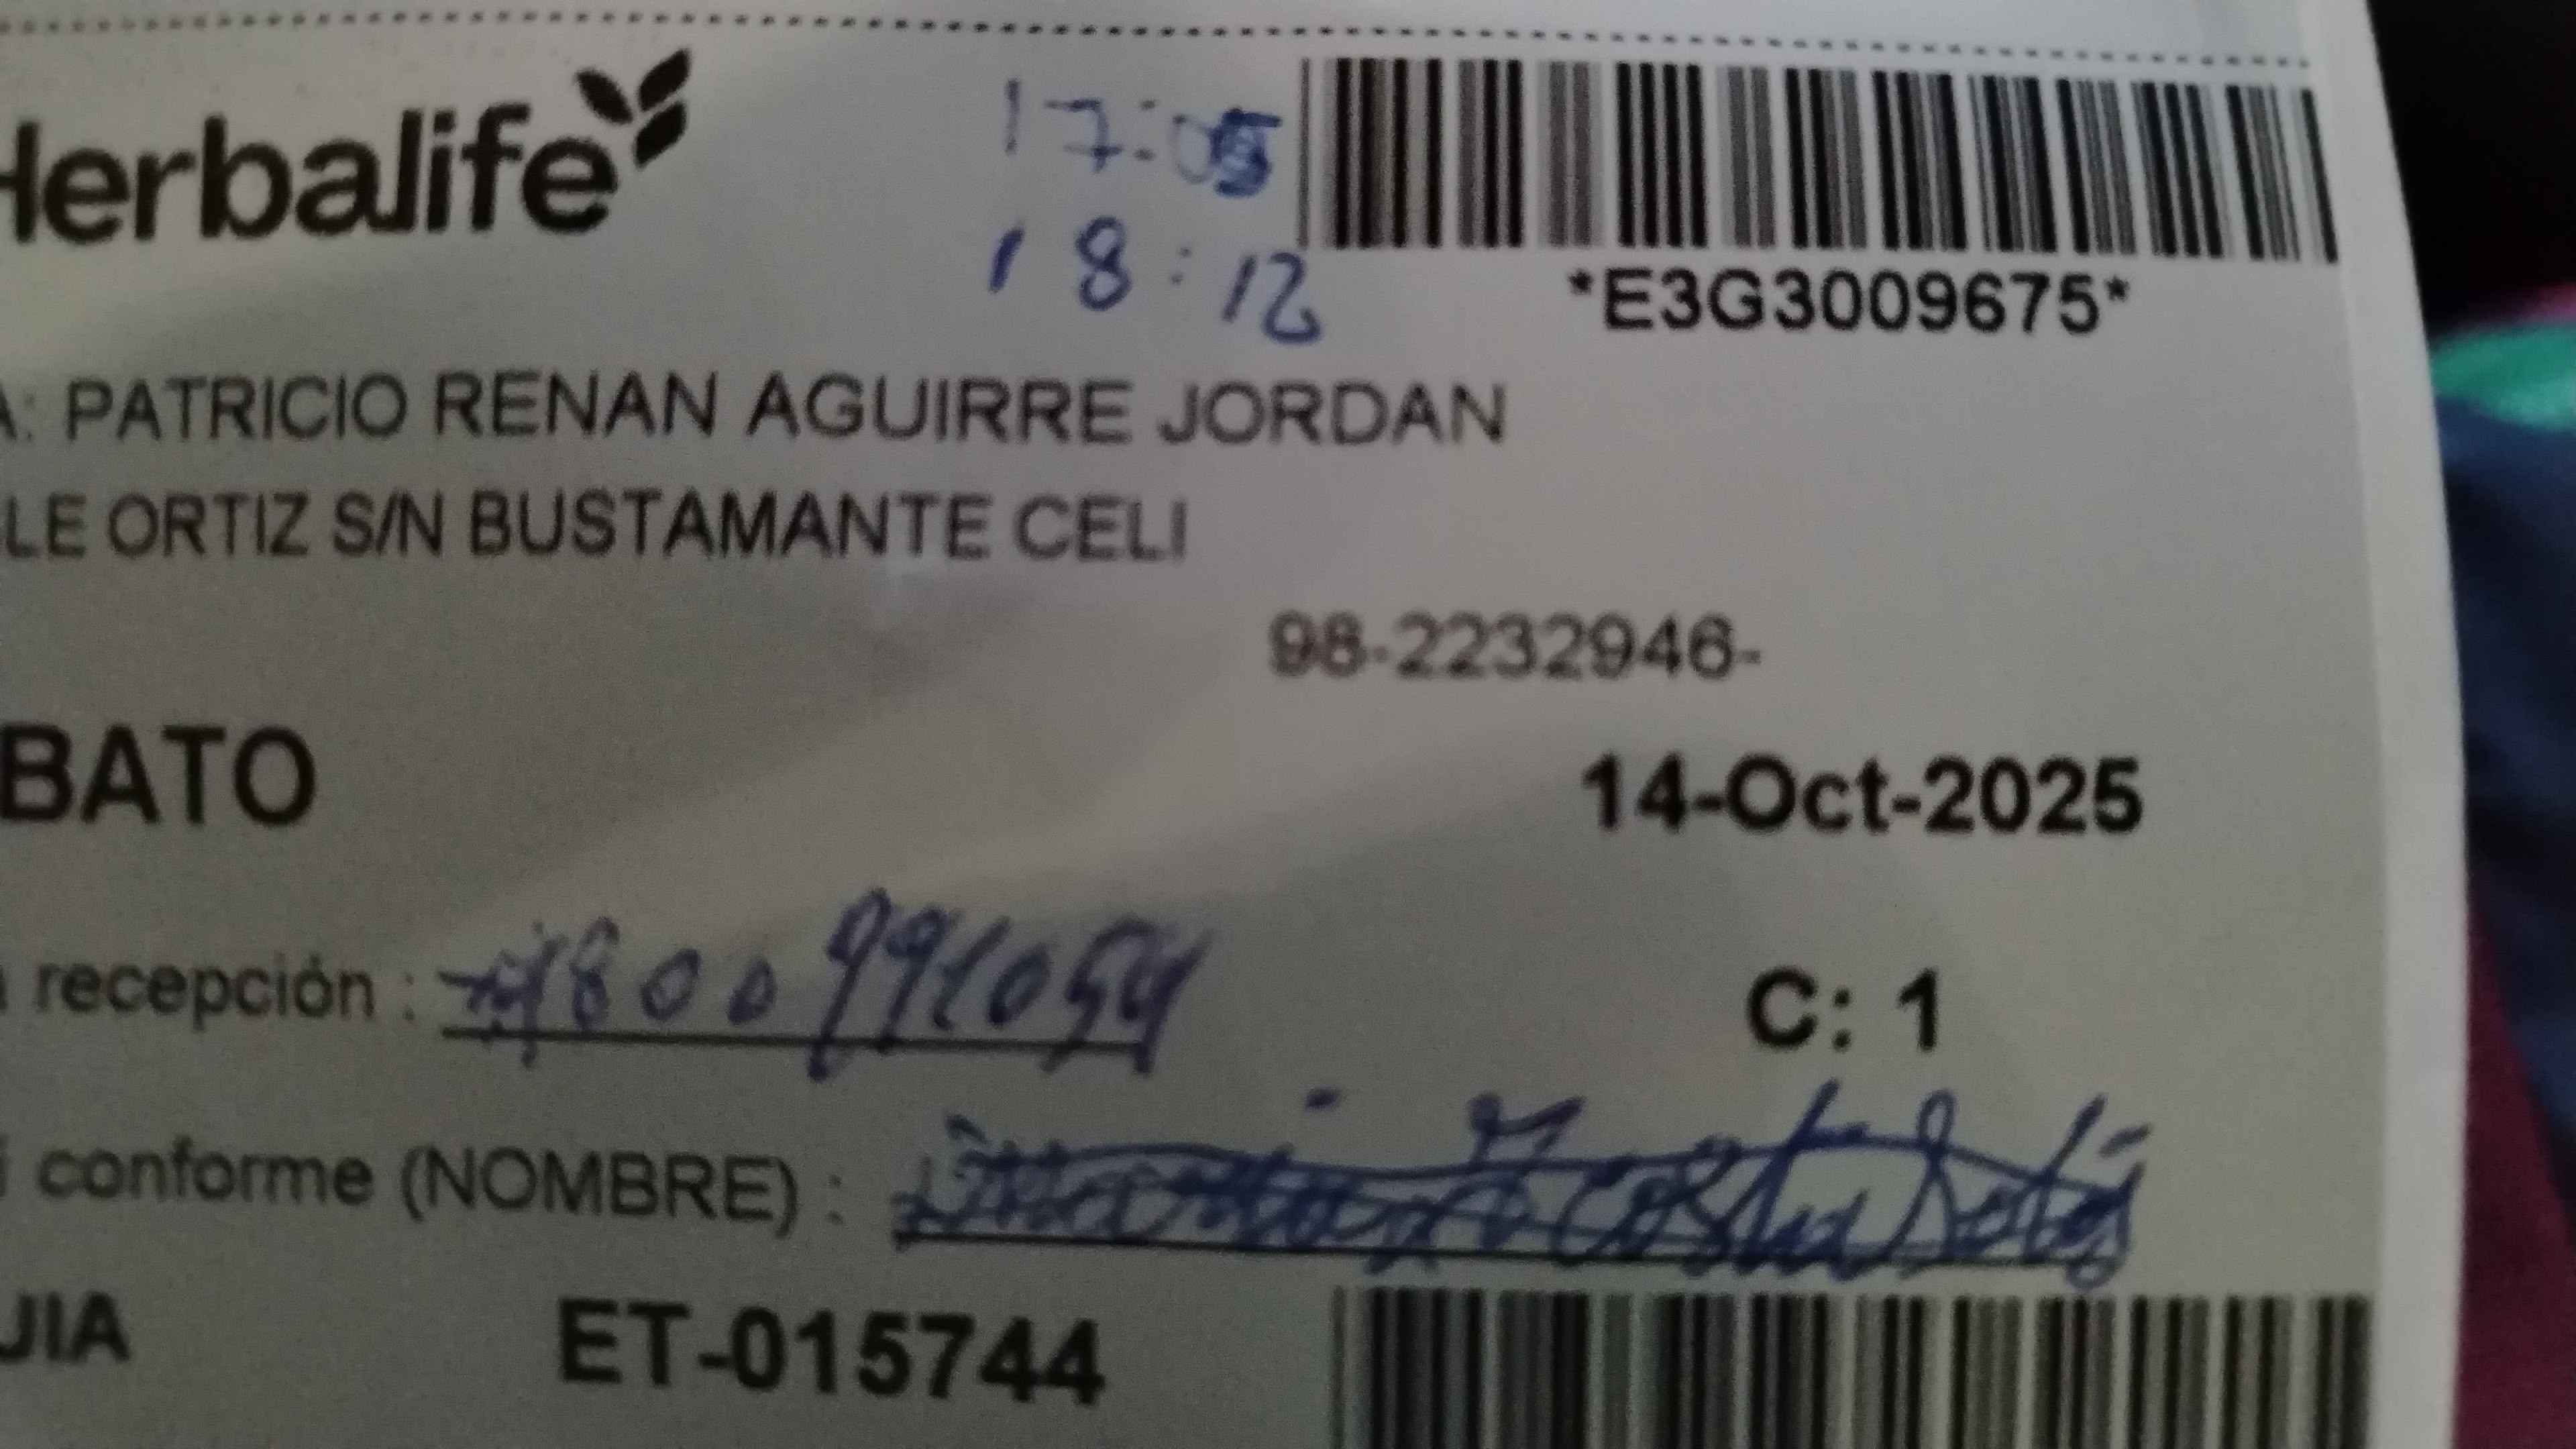 Herbalife
17:05
18:12
*E3G3009675*
A: PATRICIO RENAN AGUIRRE JORDAN
LE ORTIZ S/N BUSTAMANTE CELI
98-2232946-
BATO
14-Oct-2025
recepción :
C: 1
conforme (NOMBRE) :
JIA
ET-015744